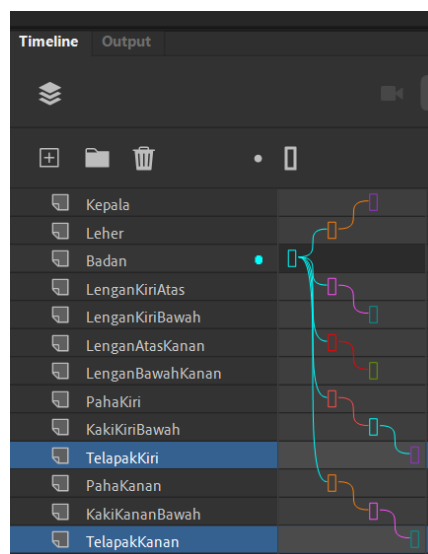 Timeline Output
Kepala
Leher
Badan
LenganKiriAtas
LenganKiriBawah
LenganAtasKanan
LenganBawahKanan
PahaKiri
KakiKiriBawah
TelapakKiri
PahaKanan
KakiKananBawah
TelapakKanan